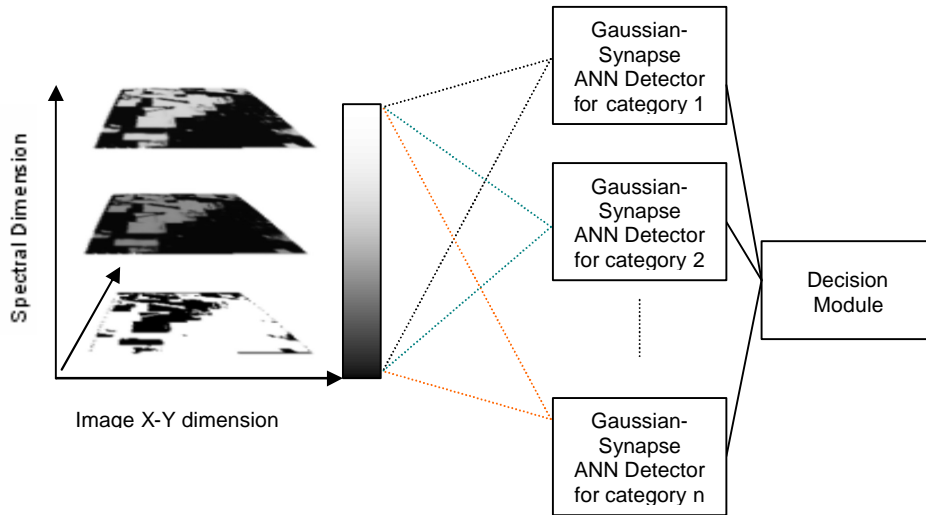 Spectral Dimension
Image X-Y dimension
Gaussian-
Synapse
ANN Detector
for category 1
Gaussian-
Synapse
ANN Detector
for category 2
Gaussian-
Synapse
ANN Detector
for category n
Decision
Module